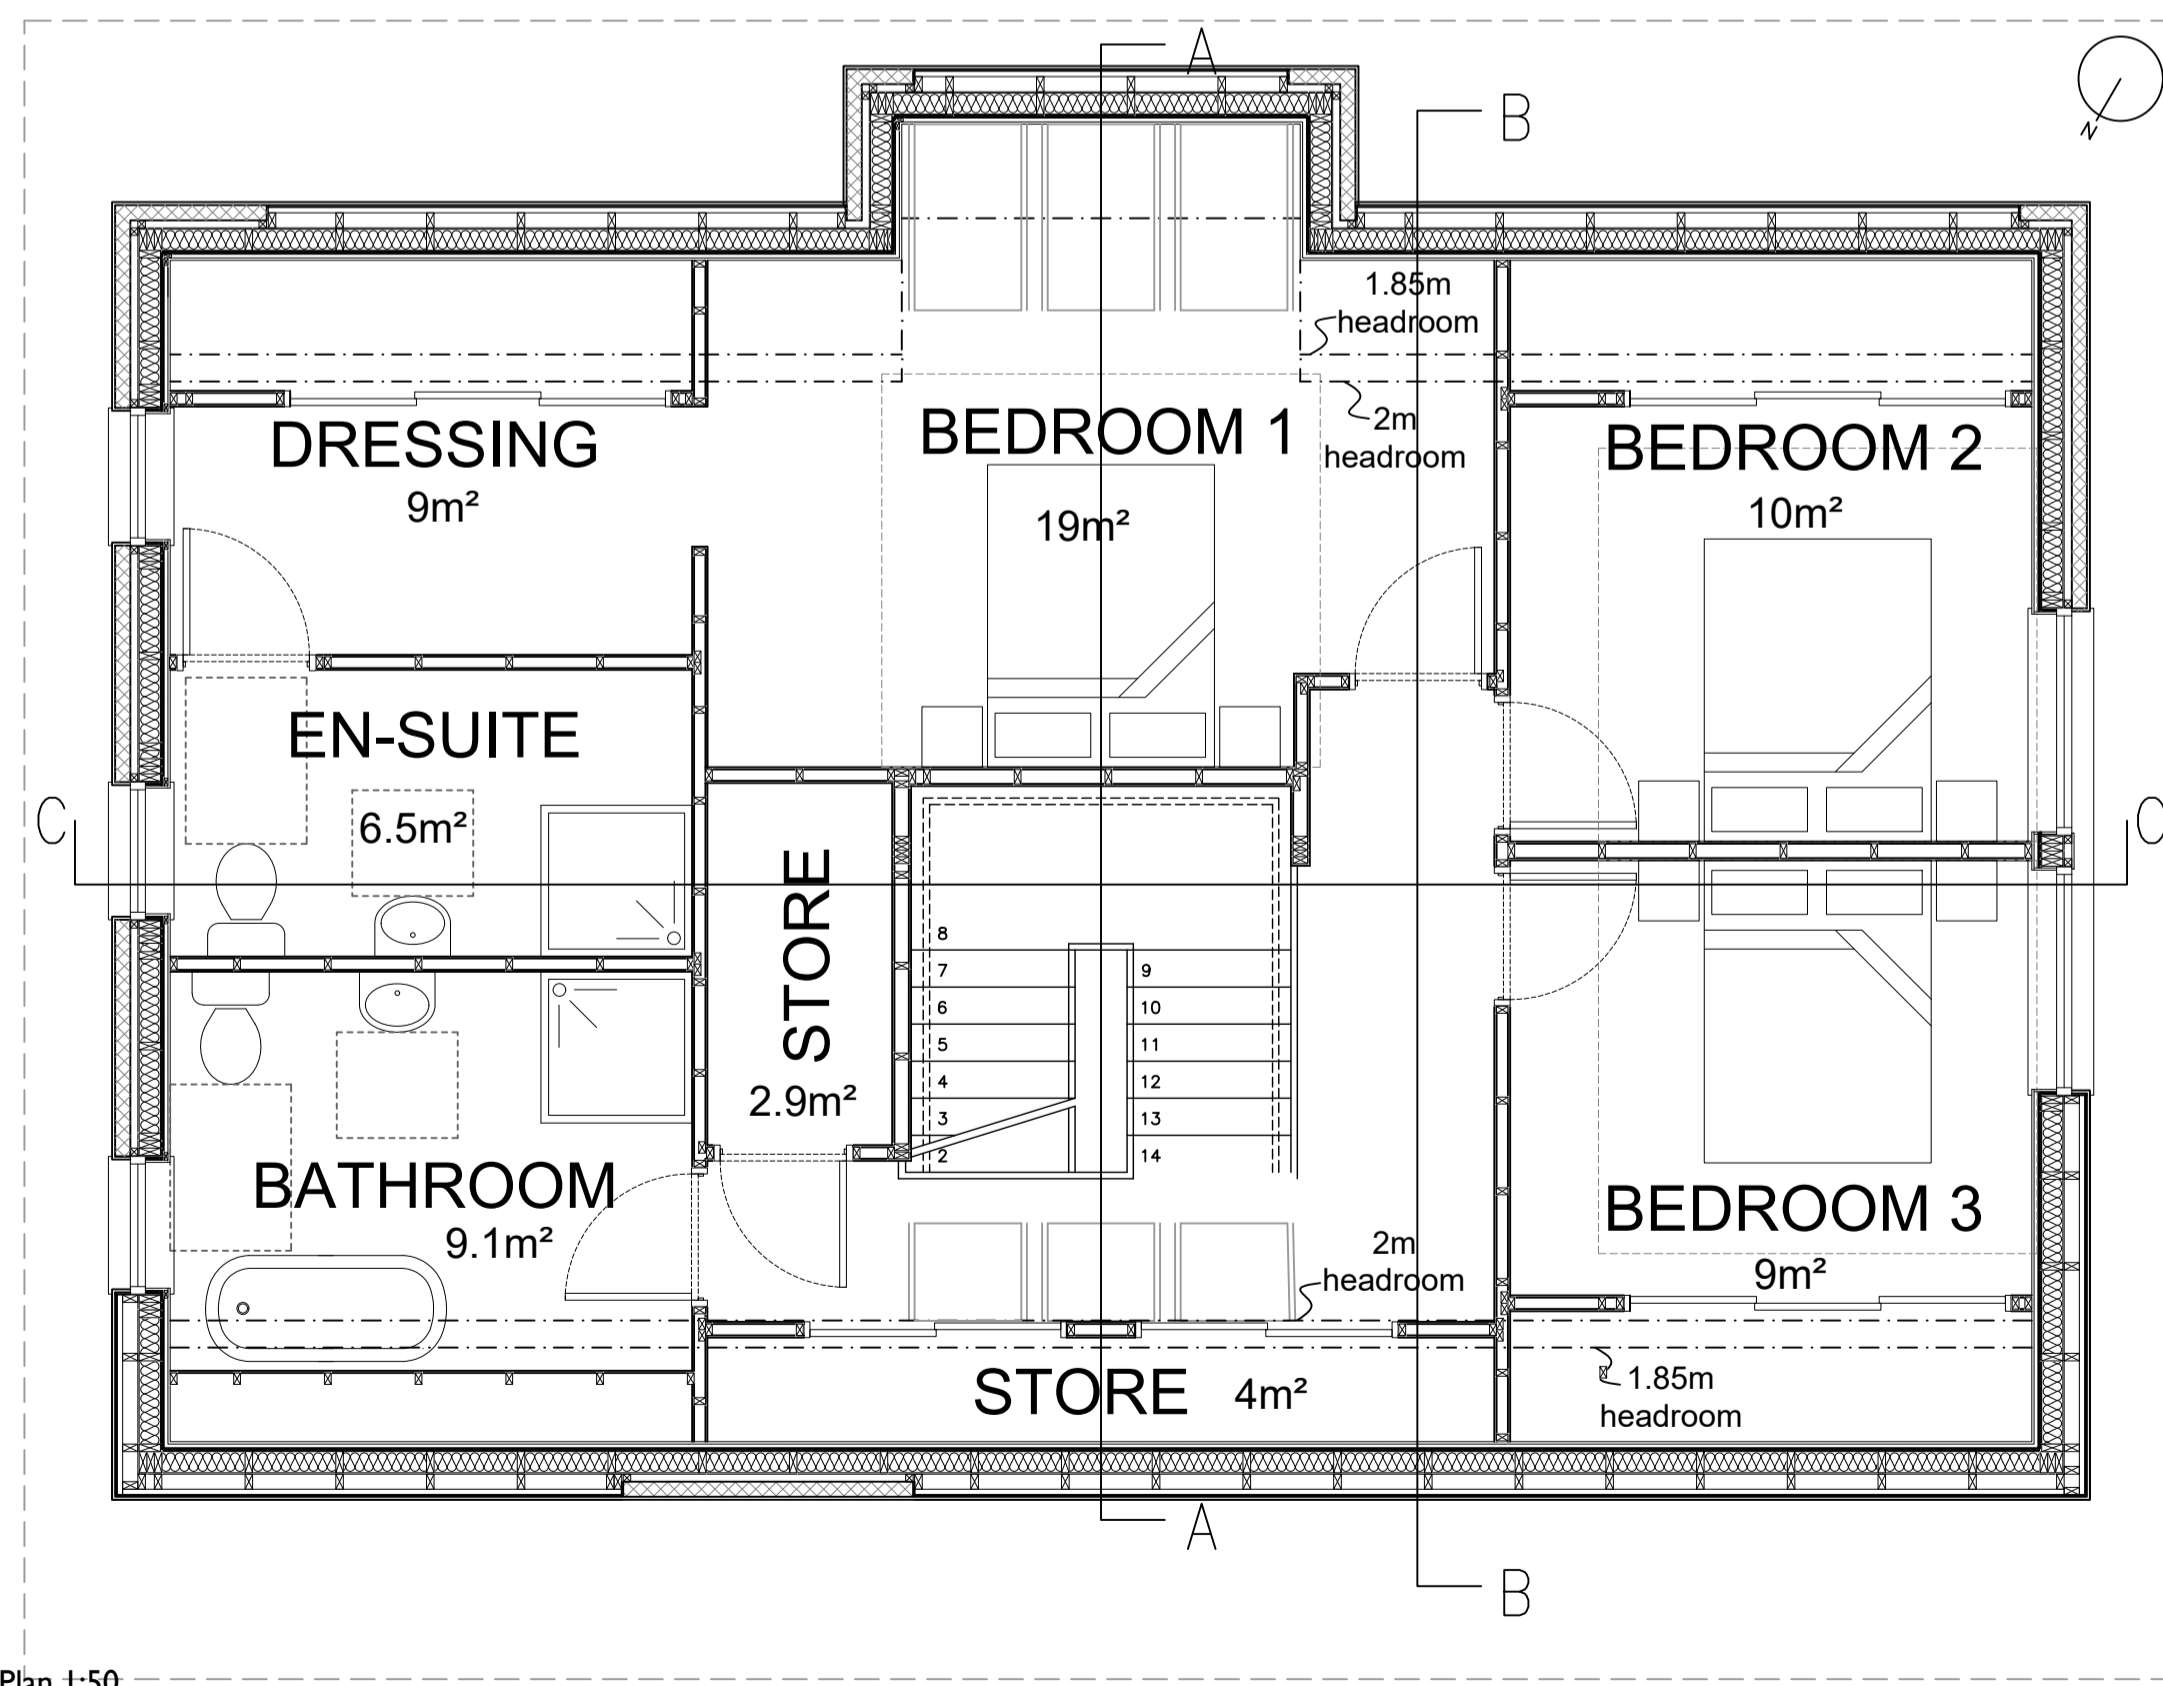 A
B
N
1.85m
headroom
2m
headroom
DRESSING
9m²
BEDROOM 1
19m²
BEDROOM 2
10m²
EN-SUITE
6.5m²
C
C
STORE
2.9m²
8
7
6
5
4
3
2
9
10
11
12
13
14
BATHROOM
9.1m²
BEDROOM 3
9m²
2m
headroom
STORE 4m²
1.85m
headroom
A
B
Plan 1:50